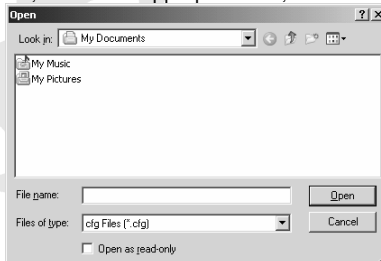 Open
Look in: My Documents
My Music
My Pictures
File name: Open
Files of type: cfg Files (*.cfg) Cancel
Open as read-only